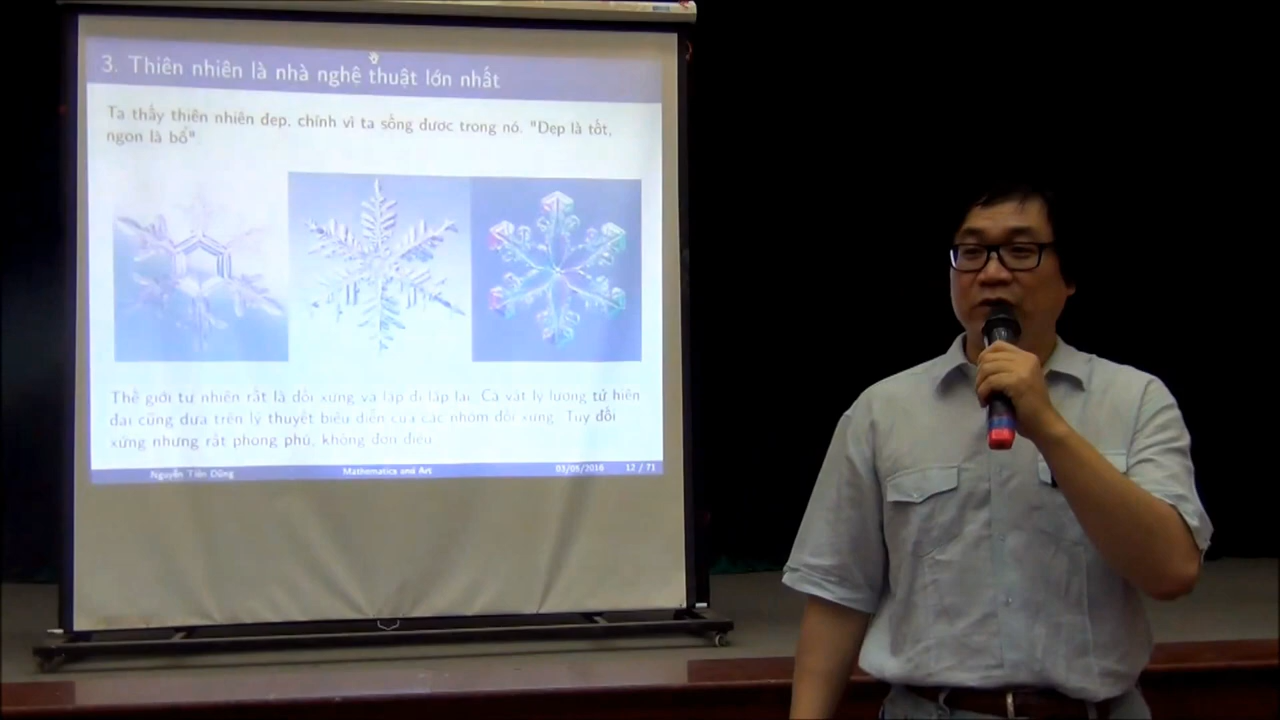 3. Thiên nhiên là nhà nghệ thuật lớn nhất
Ta thấy thiên nhiên đẹp, chính vì ta sống được trong nó. "Đẹp là tốt,
ngon là bổ"
Thế giới tự nhiên rất là đối xứng và lặp đi lặp lại. Cả vật lý lượng tử hiện
đại cũng dựa trên lý thuyết biểu diễn của các nhóm đối xứng. Tuy đối
xứng nhưng rất phong phú, không đơn điệu
Nguyễn Tiến Dũng
Mathematics and Art
03/05/2016
12 / 71